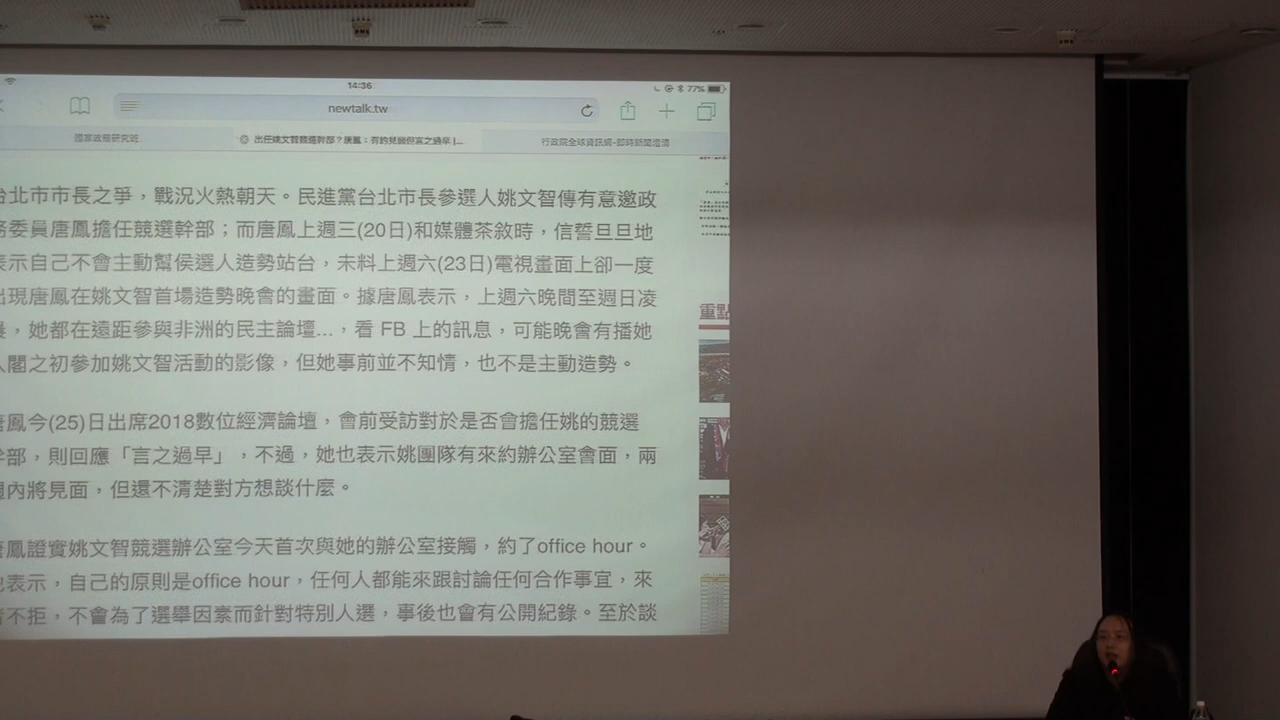 14:36
77%
newtalk.tw
國家政務研究班
出任姚文智競選幹部？唐鳳：有約見面但言之過早 |...
行政院全球資訊網-即時新聞澄清
台北市市長之爭，戰況火熱朝天。民進黨台北市長參選人姚文智傳有意邀政
務委員唐鳳擔任競選幹部；而唐鳳上週三(20日)和媒體茶敘時，信誓旦旦地
表示自己不會主動幫侯選人造勢站台，未料上週六(23日)電視畫面上卻一度
出現唐鳳在姚文智首場造勢晚會的畫面。據唐鳳表示，上週六晚間至週日凌
晨，她都在遠距參與非洲的民主論壇...，看 FB 上的訊息，可能晚會有播她
入閣之初參加姚文智活動的影像，但她事前並不知情，也不是主動造勢。
唐鳳今(25)日出席2018數位經濟論壇，會前受訪對於是否會擔任姚的競選
幹部，則回應「言之過早」，不過，她也表示姚團隊有來約辦公室會面，兩
週內將見面，但還不清楚對方想談什麼。
唐鳳證實姚文智競選辦公室今天首次與她的辦公室接觸，約了office hour。
她表示，自己的原則是office hour，任何人都能來跟討論任何合作事宜，來
者不拒，不會為了選舉因素而針對特別人選，事後也會有公開紀錄。至於談
重點